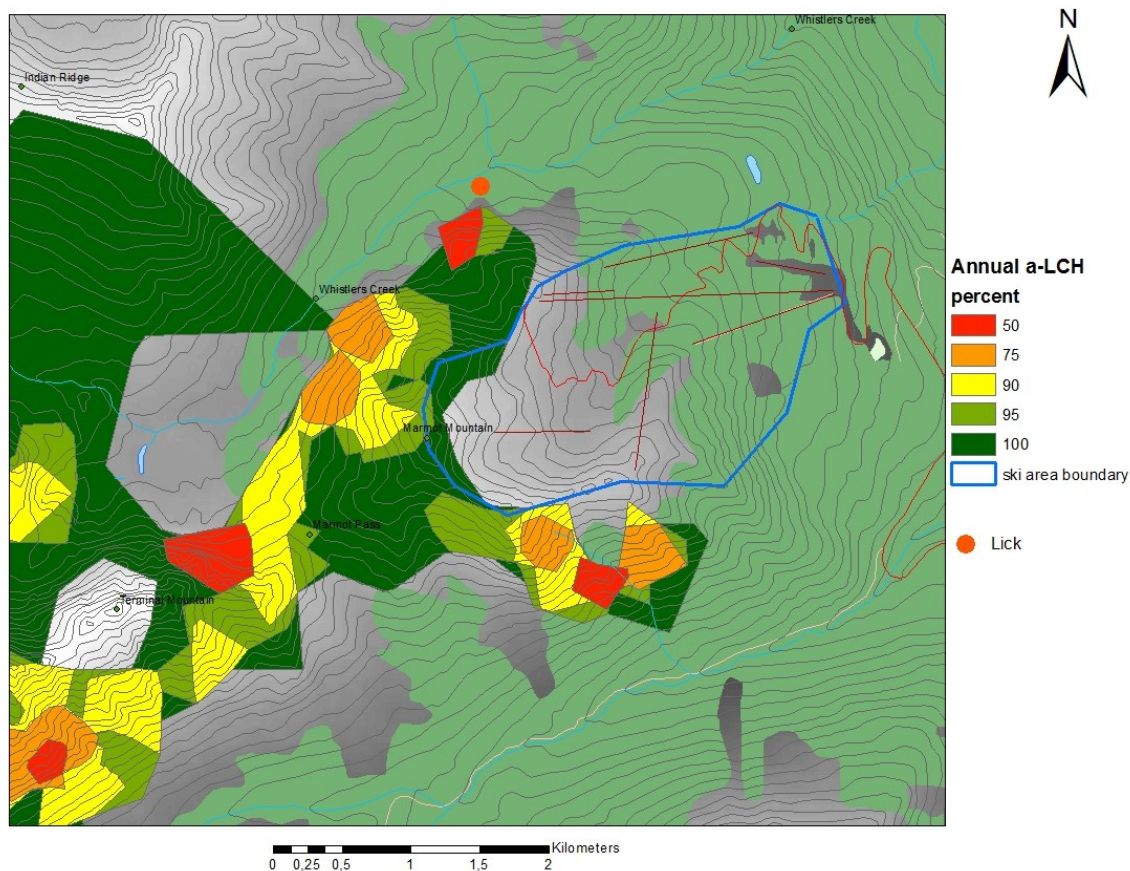 Whistlers Creek
N
Indian Ridge
Whistlers Creek
Marmot Mountain
Marmot Pass
Terminal Mountain
Annual a-LCH
percent
50
75
90
95
100
ski area boundary
Lick
Kilometers
0 0,25 0,5 1 1,5 2